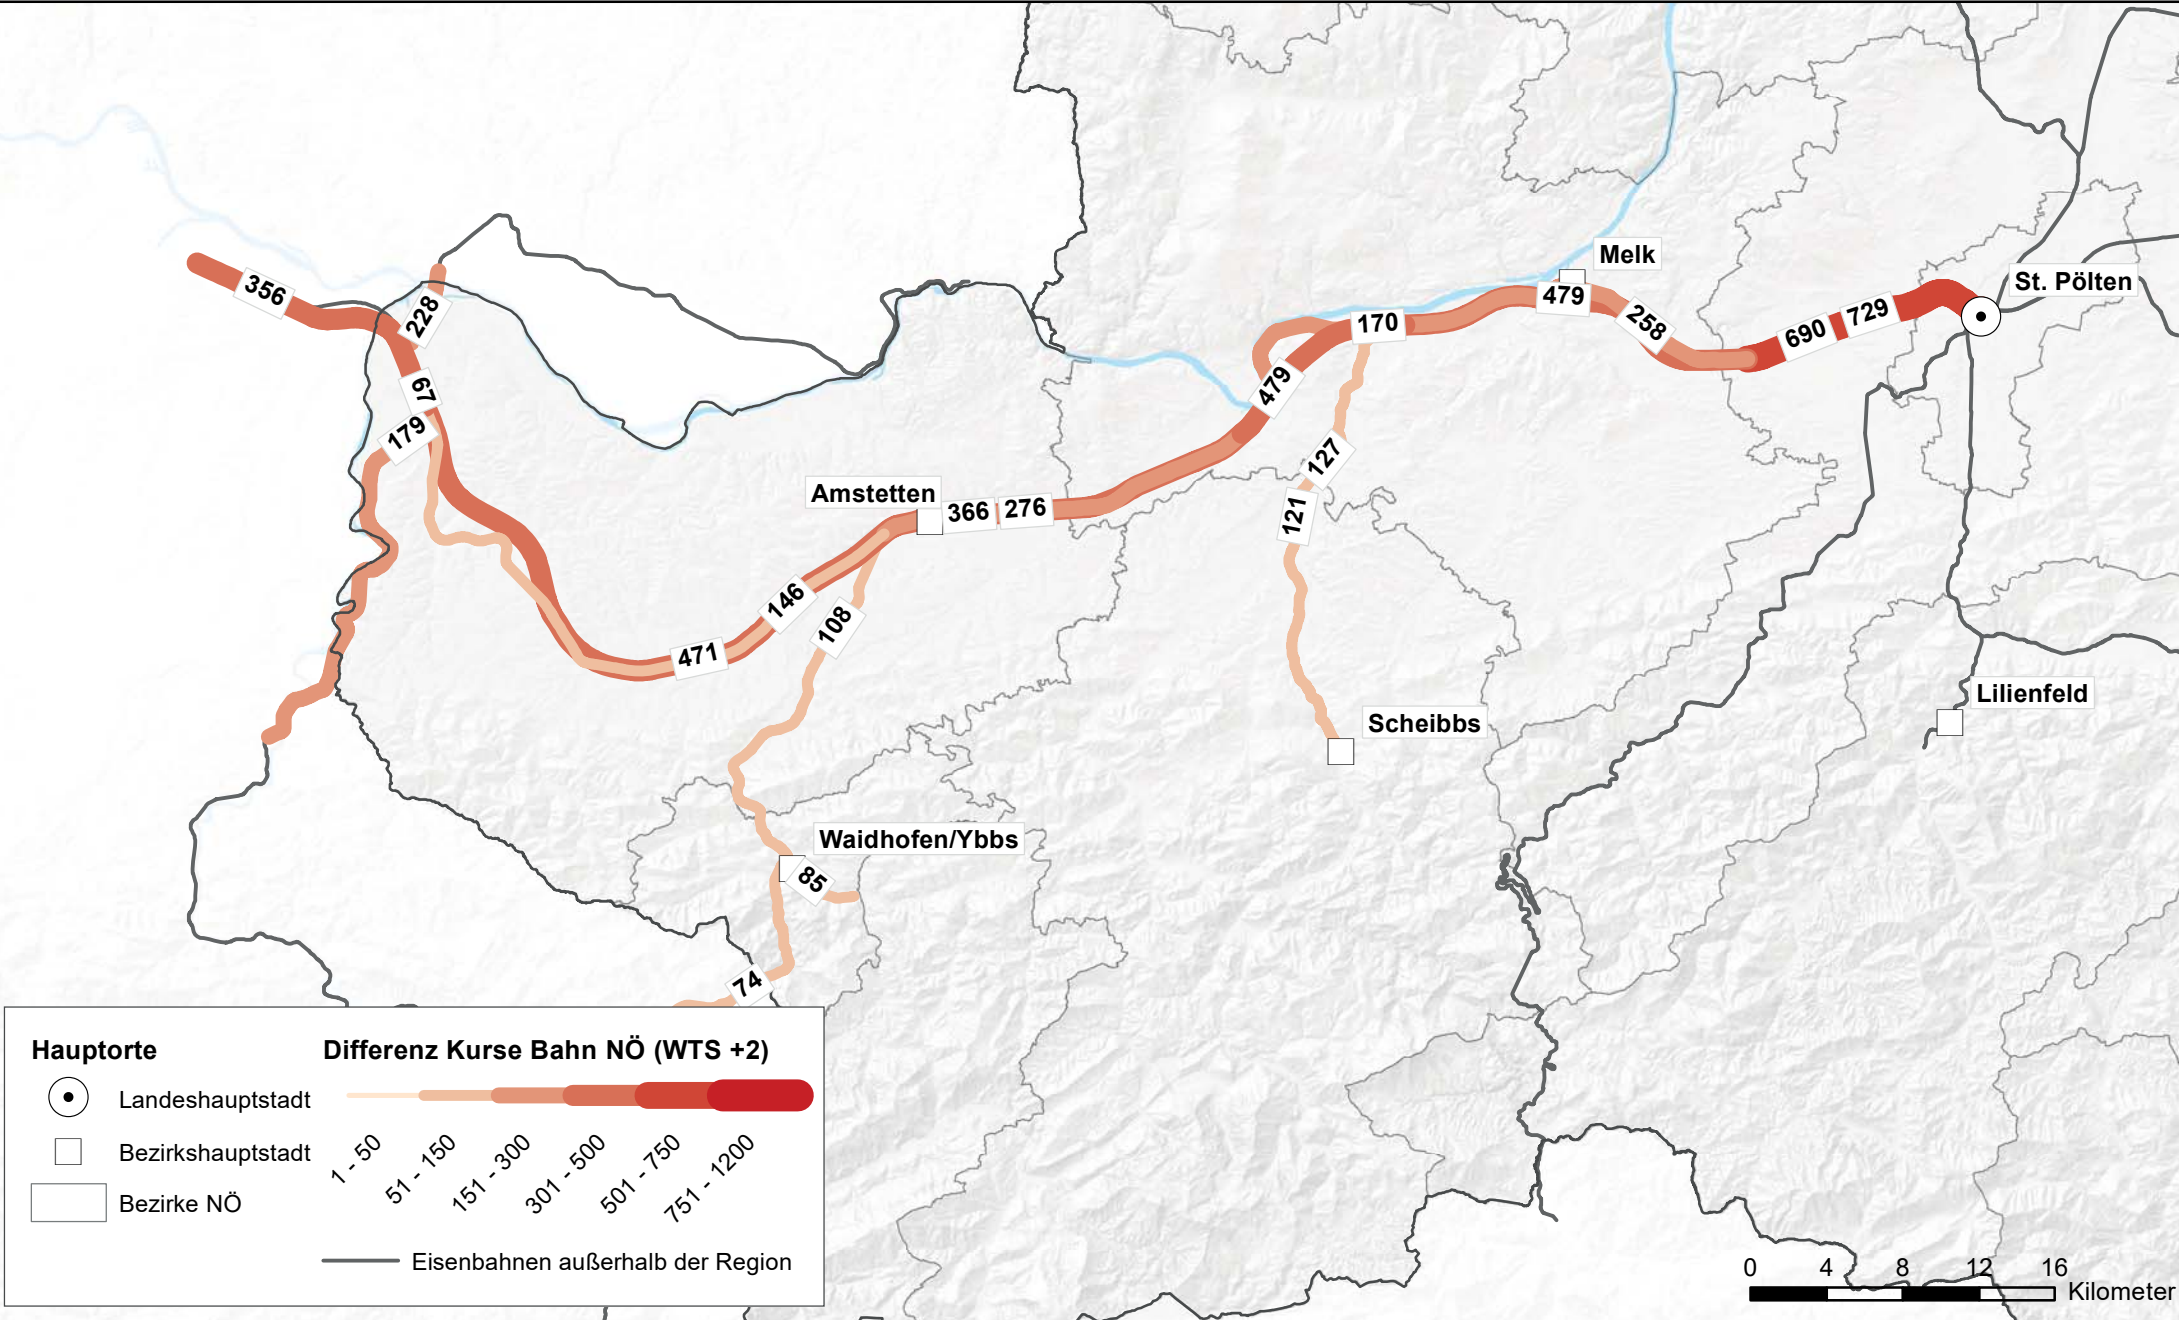 Melk
St. Pölten
356
228
479
258
690
729
170
67
479
179
127
Amstetten
366
276
121
146
108
471
Scheibbs
Lilienfeld
Waidhofen/Ybbs
85
74
Hauptorte
Landeshauptstadt
Bezirkshauptstadt
Bezirke NÖ
Differenz Kurse Bahn NÖ (WTS +2)
1 - 50
51 - 150
151 - 300
301 - 500
501 - 750
751 - 1200
Eisenbahnen außerhalb der Region
0 4 8 12 16
Kilometer